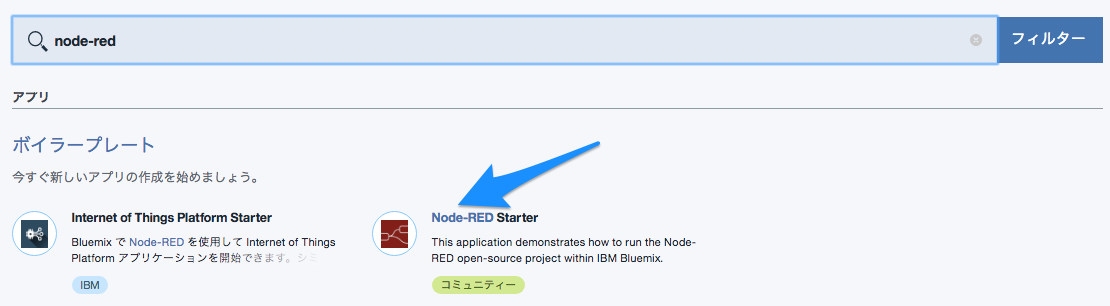 node-red
フィルター
アプリ
ボイラープレート
今すぐ新しいアプリの作成を始めましょう。
Internet of Things Platform Starter
Bluemix で Node-RED を使用して Internet of Things
Platform アプリケーションを開始できます。シミ
IBM
Node-RED Starter
This application demonstrates how to run the Node-
RED open-source project within IBM Bluemix.
コミュニティー